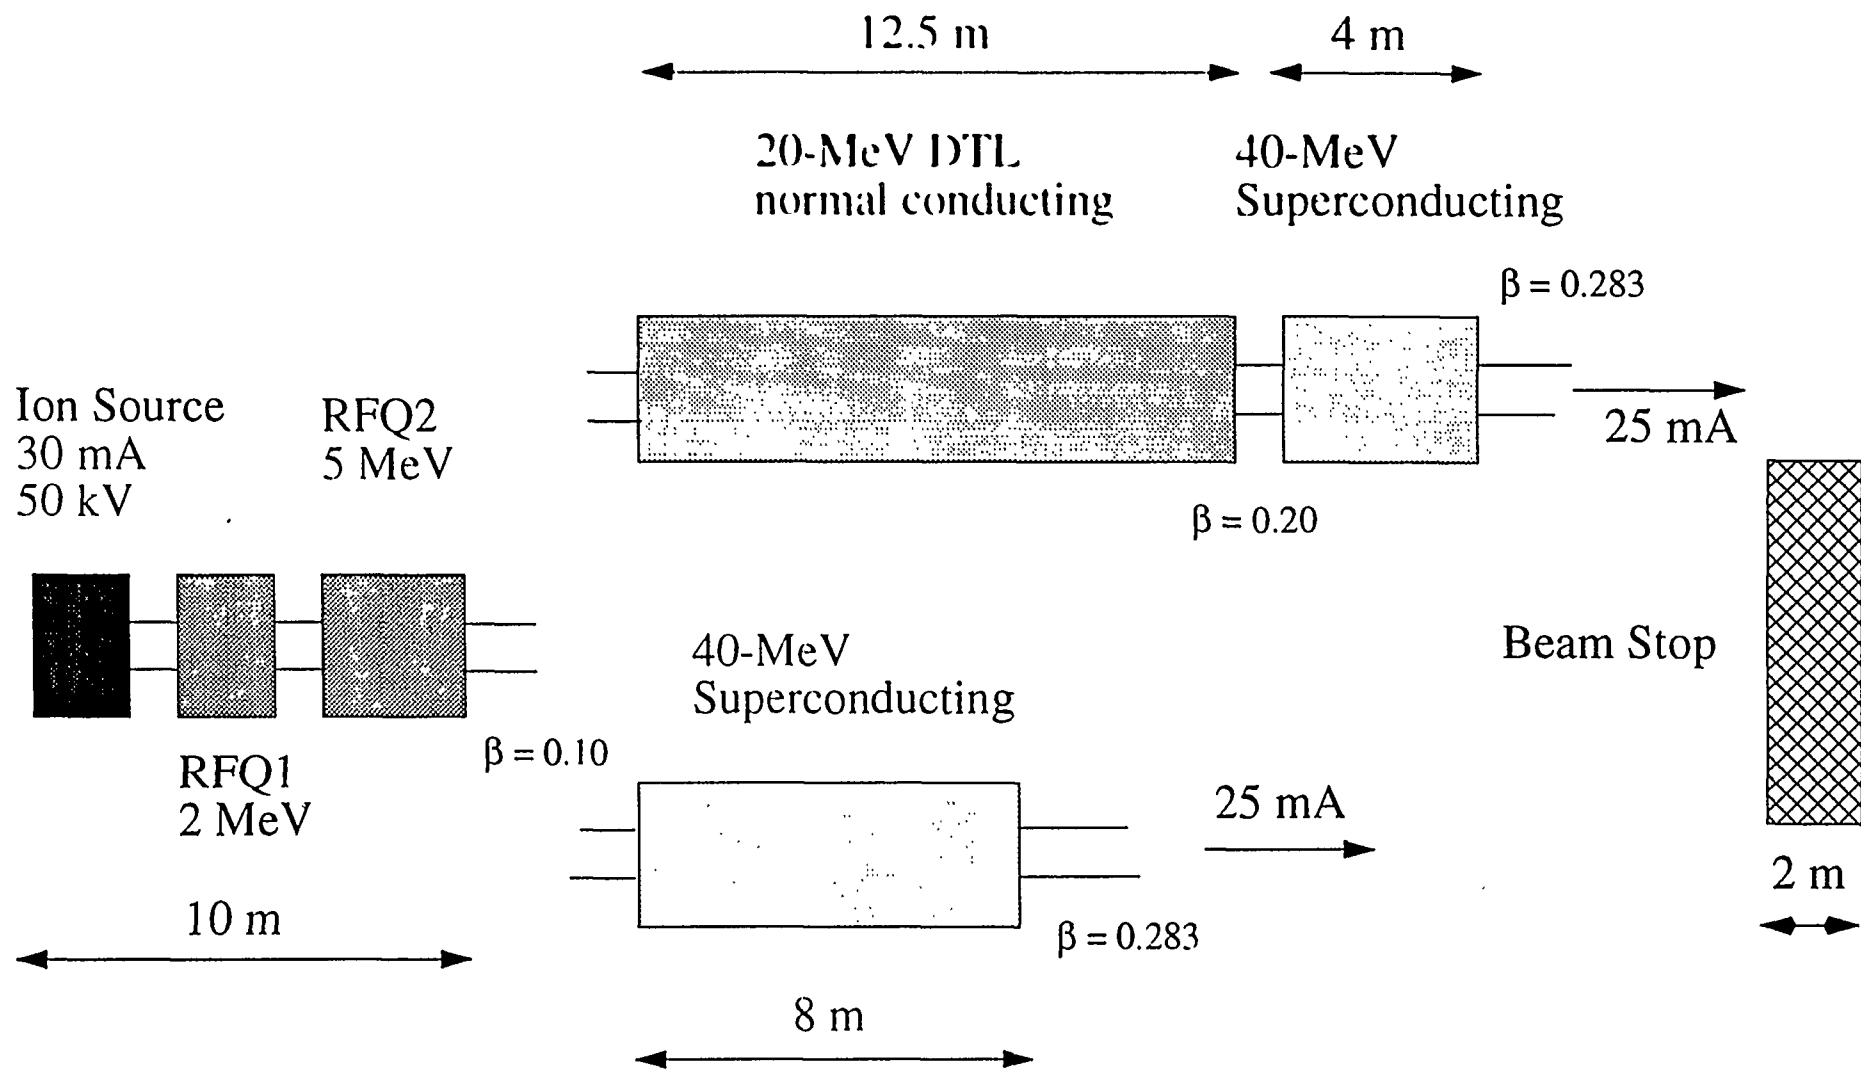 12.5 m
4 m
20-MeV DTL
normal conducting
40-MeV
Superconducting
β = 0.283
25 mA
β = 0.20
Ion Source
30 mA
50 kV
RFQ2
5 MeV
RFQ1
2 MeV
β = 0.10
10 m
40-MeV
Superconducting
25 mA
β = 0.283
8 m
Beam Stop
2 m